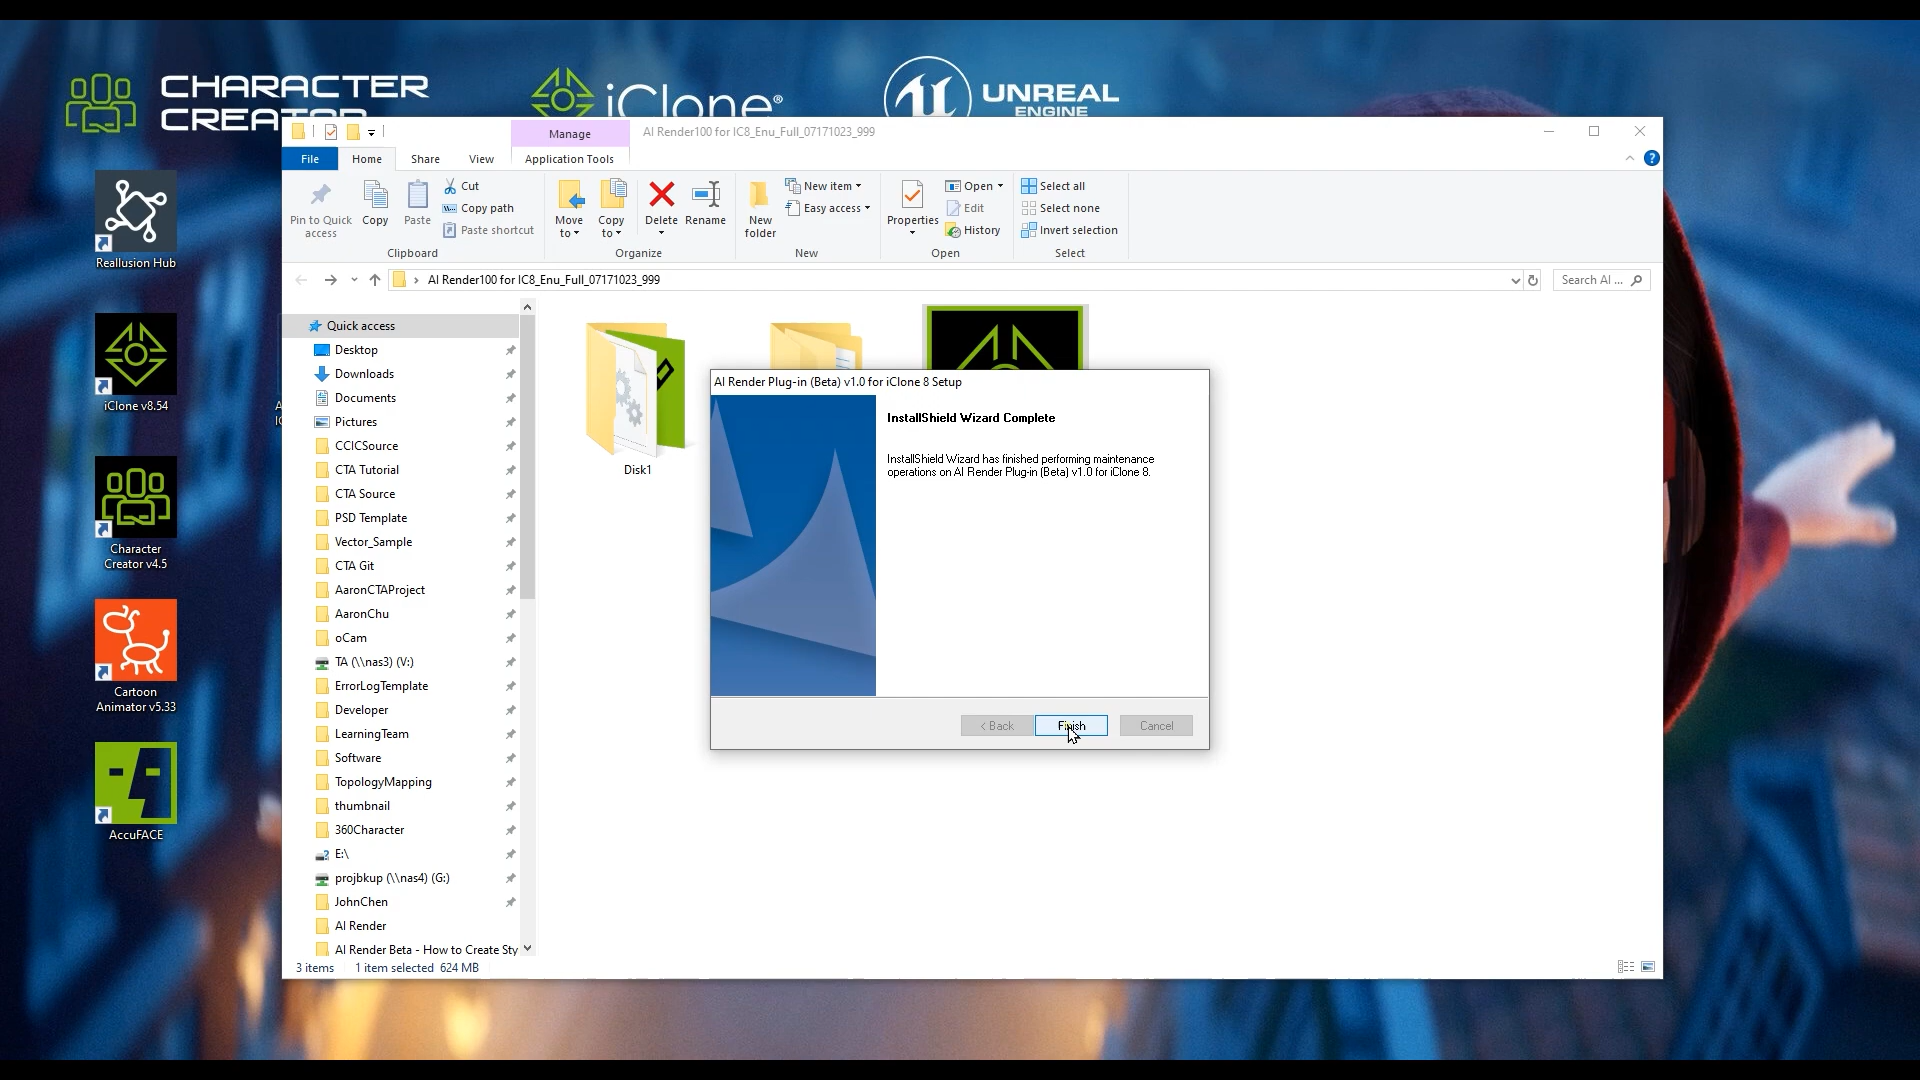 CHARACTER
CREATOR
iClone®
UNREAL
ENGINE
Manage
AI Render100 for IC8_Enu_Full_07171023_999
File
Home
Share
View
Application Tools
Pin to Quick
access
Copy
Paste
Cut
Copy path
Paste shortcut
Clipboard
Move
to
Copy
to
Delete
Rename
Organize
New
folder
New item
Easy access
New
Properties
Open
Edit
History
Open
Select all
Select none
Invert selection
Select
AI Render100 for IC8_Enu_Full_07171023_999
Search AI ...
Reallusion Hub
iClone v8.54
Character
Creator v4.5
Cartoon
Animator v5.33
AccuFACE
Quick access
Desktop
Downloads
Documents
Pictures
CCICSource
CTA Tutorial
CTA Source
PSD Template
Vector_Sample
CTA Git
AaronCTAProject
AaronChu
oCam
TA (\\nas3) (V:)
ErrorLogTemplate
Developer
LearningTeam
Software
TopologyMapping
thumbnail
360Character
E:\
projbkup (\\nas4) (G:)
JohnChen
AI Render
AI Render Beta - How to Create Sty
Disk1
AI Render Plug-in (Beta) v1.0 for iClone 8 Setup
InstallShield Wizard Complete
InstallShield Wizard has finished performing maintenance
operations on AI Render Plug-in (Beta) v1.0 for iClone 8.
< Back
Finish
Cancel
3 items
1 item selected 624 MB